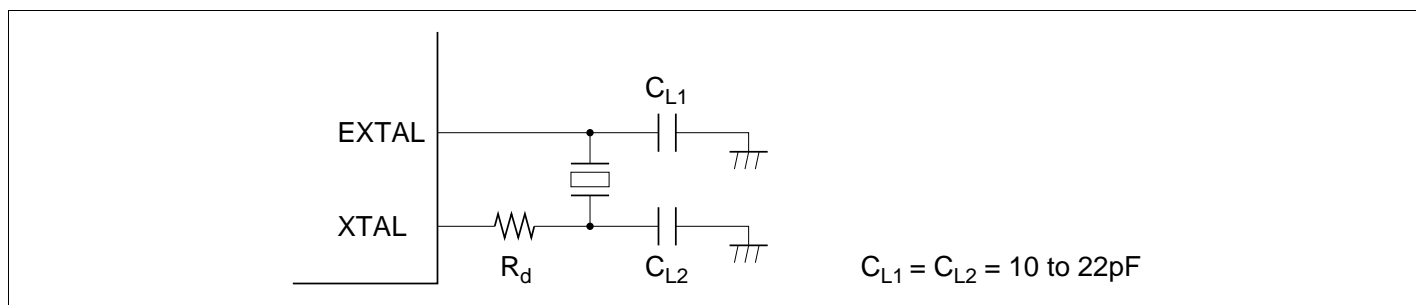 C_L1
EXTAL
XTAL
R_d
C_L2
C_L1 = C_L2 = 10 to 22pF